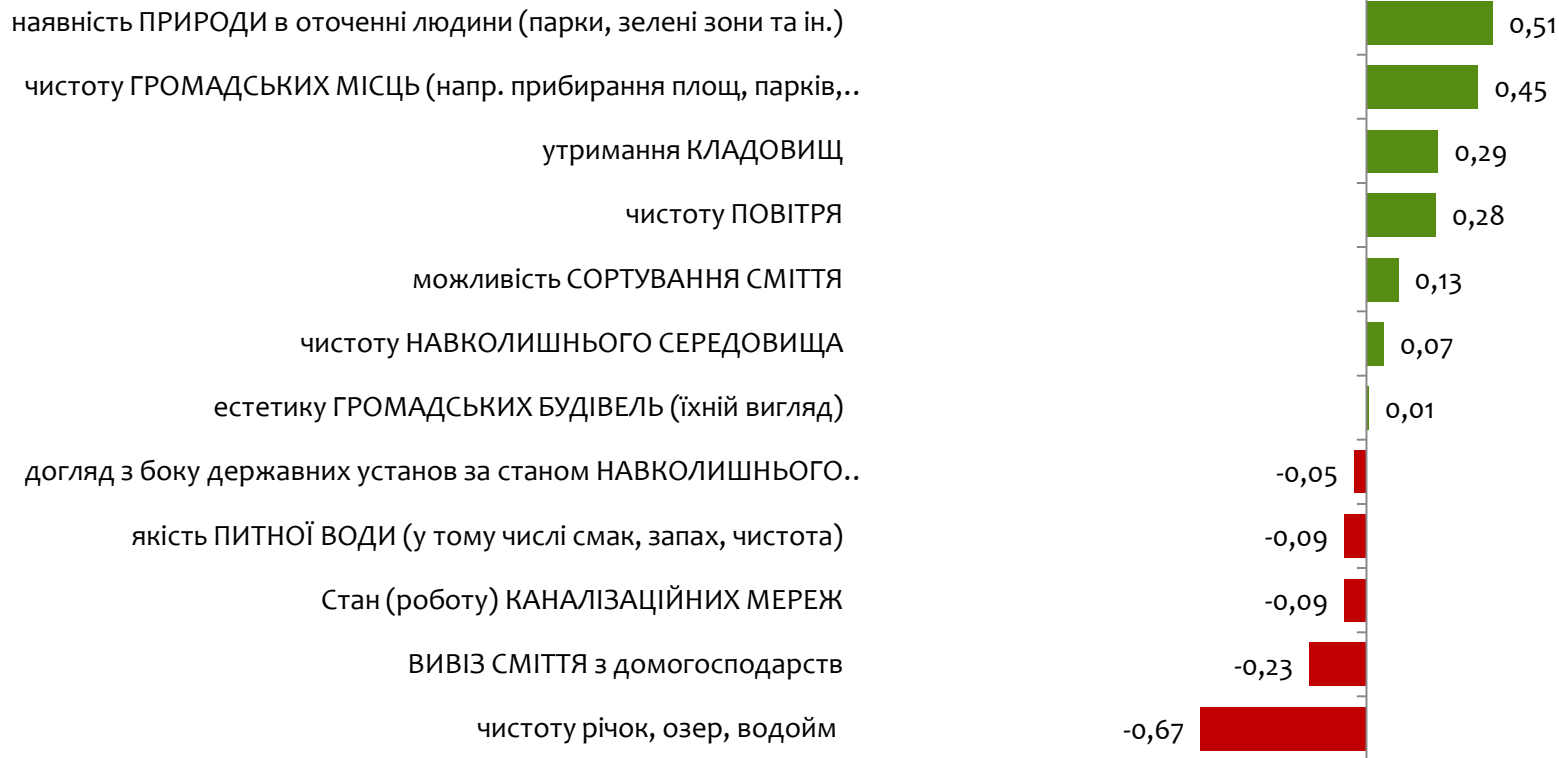 наявність ПРИРОДИ в оточенні людини (парки, зелені зони та ін.) 0,51
чистоту ГРОМАДСЬКИХ МІСЦЬ (напр. прибирання площ, парків,.. 0,45
утримання КЛАДОВИЩ 0,29
чистоту ПОВІТРЯ 0,28
можливість СОРТУВАННЯ СМІТТЯ 0,13
чистоту НАВКОЛИШНЬОГО СЕРЕДОВИЩА 0,07
естетику ГРОМАДСЬКИХ БУДІВЕЛЬ (їхній вигляд) 0,01
догляд з боку державних установ за станом НАВКОЛИШНЬОГО.. -0,05
якість ПИТНОЇ ВОДИ (у тому числі смак, запах, чистота) -0,09
Стан (роботу) КАНАЛІЗАЦІЙНИХ МЕРЕЖ -0,09
ВИВІЗ СМІТТЯ з домогосподарств -0,23
чистоту річок, озер, водойм -0,67